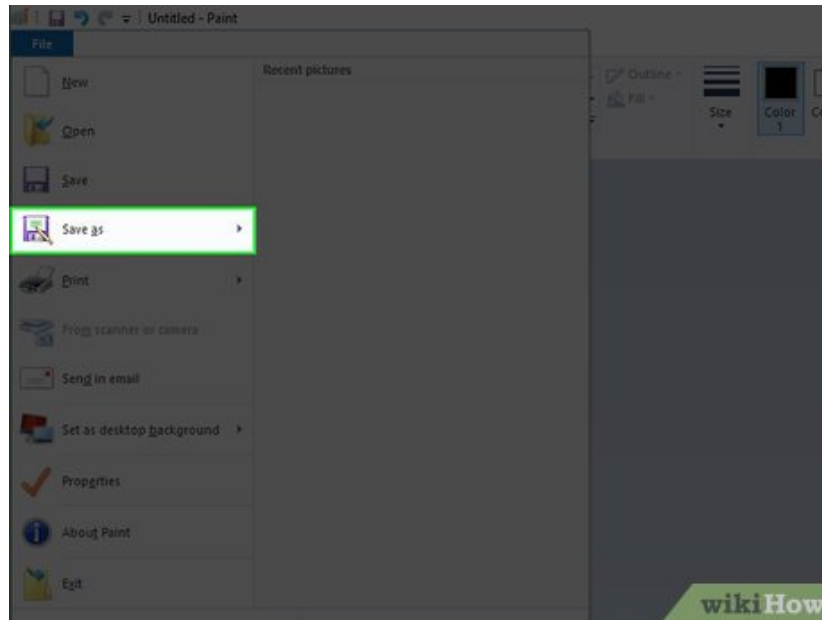 Untitled - Paint
File
Recent pictures
New
Open
Save
Save as
Print
From scanner or camera
Send in email
Set as desktop background
Properties
About Paint
Exit
Outline
Fill
Size
Color
1
wikiHow